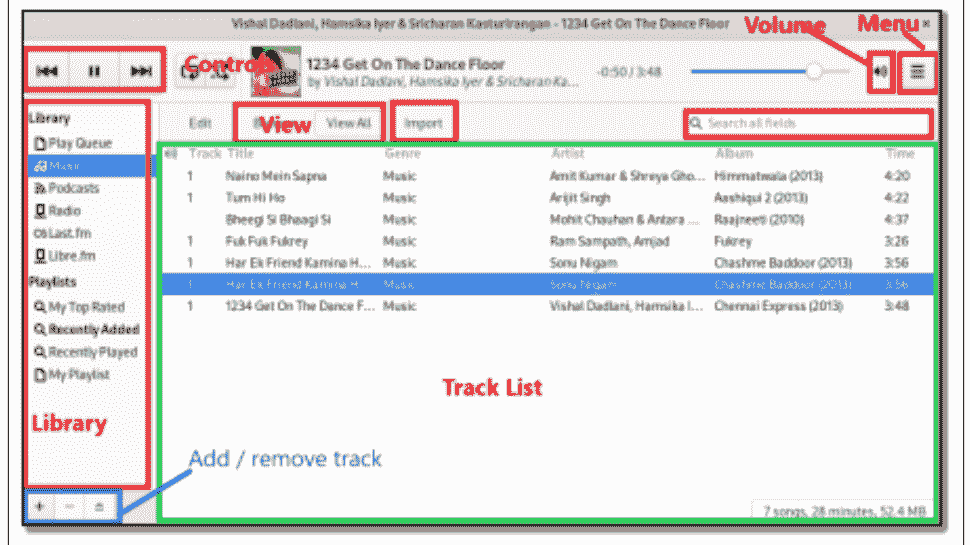 Vishal Dadlani, Hamsika Iyer & Sricharan Kasturirangan - 1234 Get On The Dance Floor
Volume
Menu
Controls
1234 Get On The Dance Floor
by Vishal Dadlani, Hamsika Iyer & Sricharan Ka...
-0:50 / 3:48
Library
Edit
View
View All
Import
Search all fields
Play Queue
Track Title Genre Artist Album Time
Music
1 Naino Mein Sapna Music Amit Kumar & Shreya Gho... Himmatwala (2013) 4:20
Podcasts
1 Tum Hi Ho Music Arijit Singh Aashiqui 2 (2013) 4:22
Radio
Bheegi Si Bhaagi Si Music Mohit Chauhan & Antara .... Raajneeti (2010) 4:37
Last.fm
1 Fuk Fuk Fukrey Music Ram Sampath, Amjad Fukrey 3:26
Libre.fm
1 Har Ek Friend Kamina H... Music Sonu Nigam Chashme Baddoor (2013) 3:56
Playlists
1 Har Ek Friend Kamina H Music Sonu Nigam Chashme Baddoor (2013) 3:56
My Top Rated
1 1234 Get On The Dance F... Music Vishal Dadlani, Hamsika I... Chennai Express (2013) 3:48
Recently Added
Recently Played
My Playlist
Track List
Library
Add / remove track
7 songs, 28 minutes, 52.4 MB